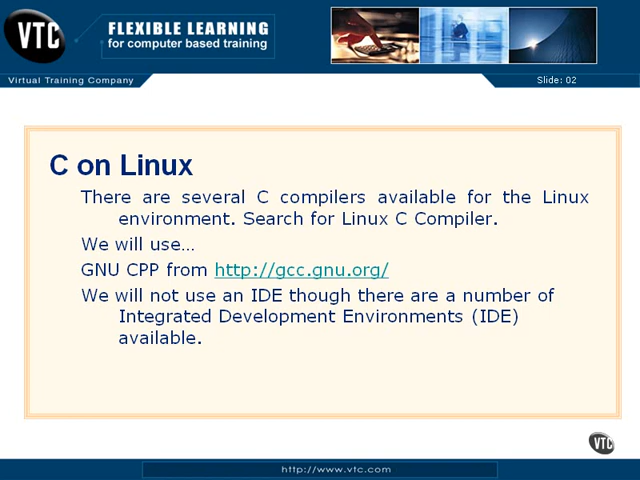 VTC
FLEXIBLE LEARNING
for computer based training
Virtual Training Company
Slide: 02
C on Linux
There are several C compilers available for the Linux
environment. Search for Linux C Compiler.
We will use…
GNU CPP from http://gcc.gnu.org/
We will not use an IDE though there are a number of
Integrated Development Environments (IDE)
available.
VTC
http://www.vtc.com